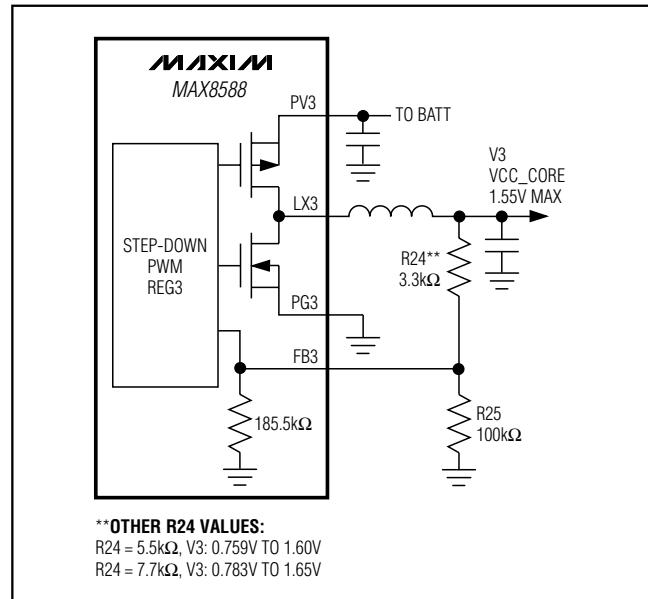 MAXIM
MAX8588
PV3
TO BATT
V3
VCC_CORE
1.55V MAX
LX3
STEP-DOWN
PWM
REG3
R24**
3.3kΩ
PG3
FB3
185.5kΩ
R25
100kΩ
**OTHER R24 VALUES:
R24 = 5.5kΩ, V3: 0.759V TO 1.60V
R24 = 7.7kΩ, V3: 0.783V TO 1.65V